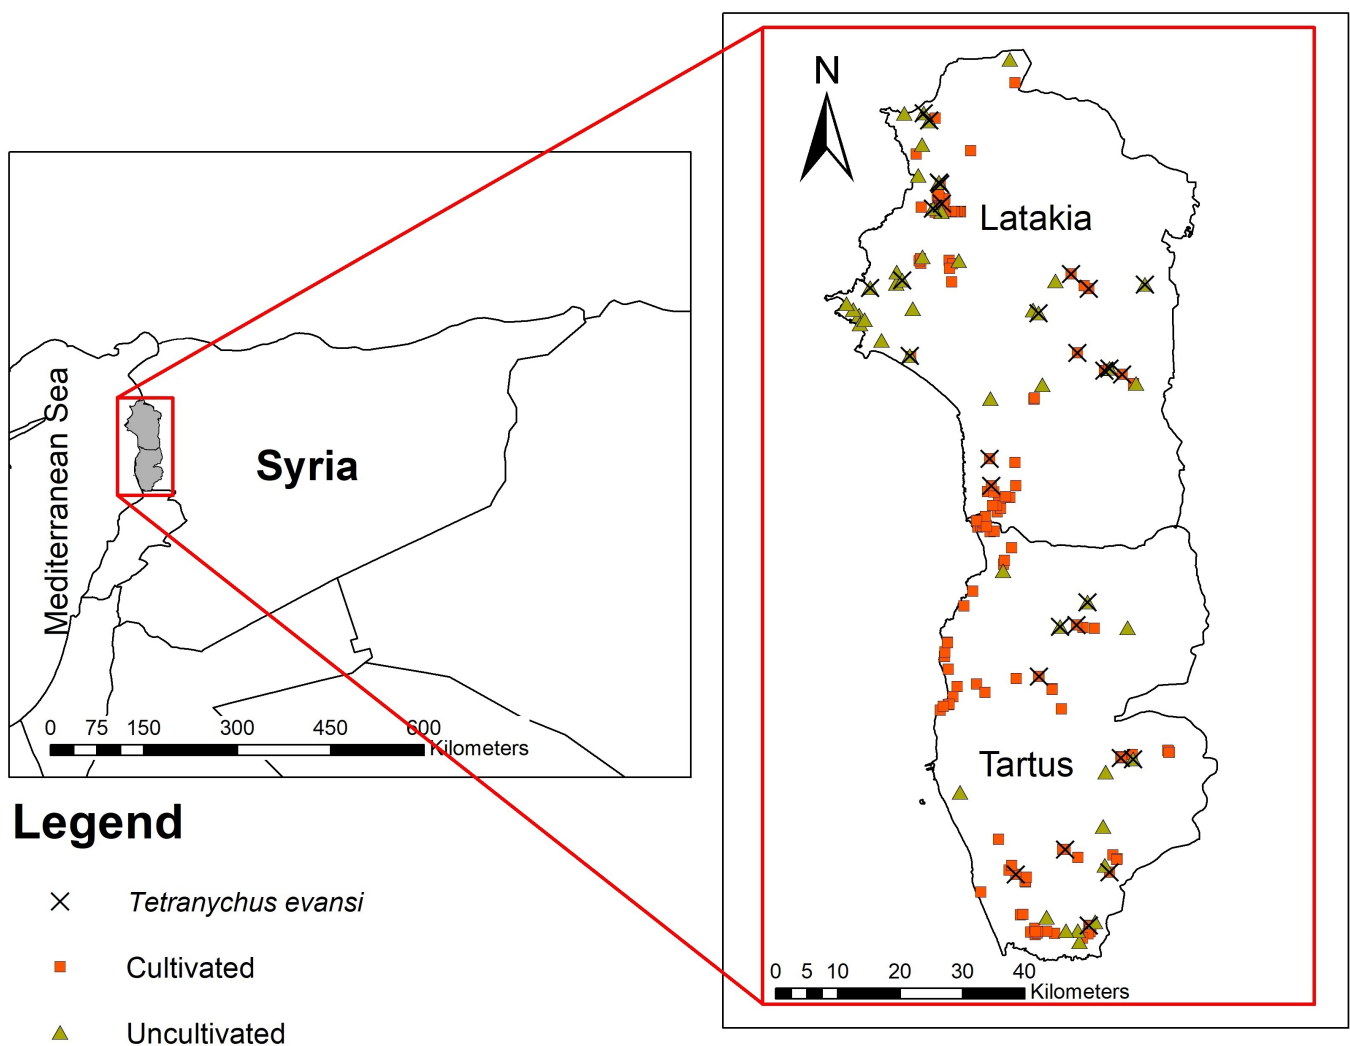 N
Latakia
Tartus
0 5 10 20 30 40
Kilometers
Mediterranean Sea
Syria
0 75 150 300 450 600
Kilometers
Legend
Tetranychus evansi
Cultivated
Uncultivated